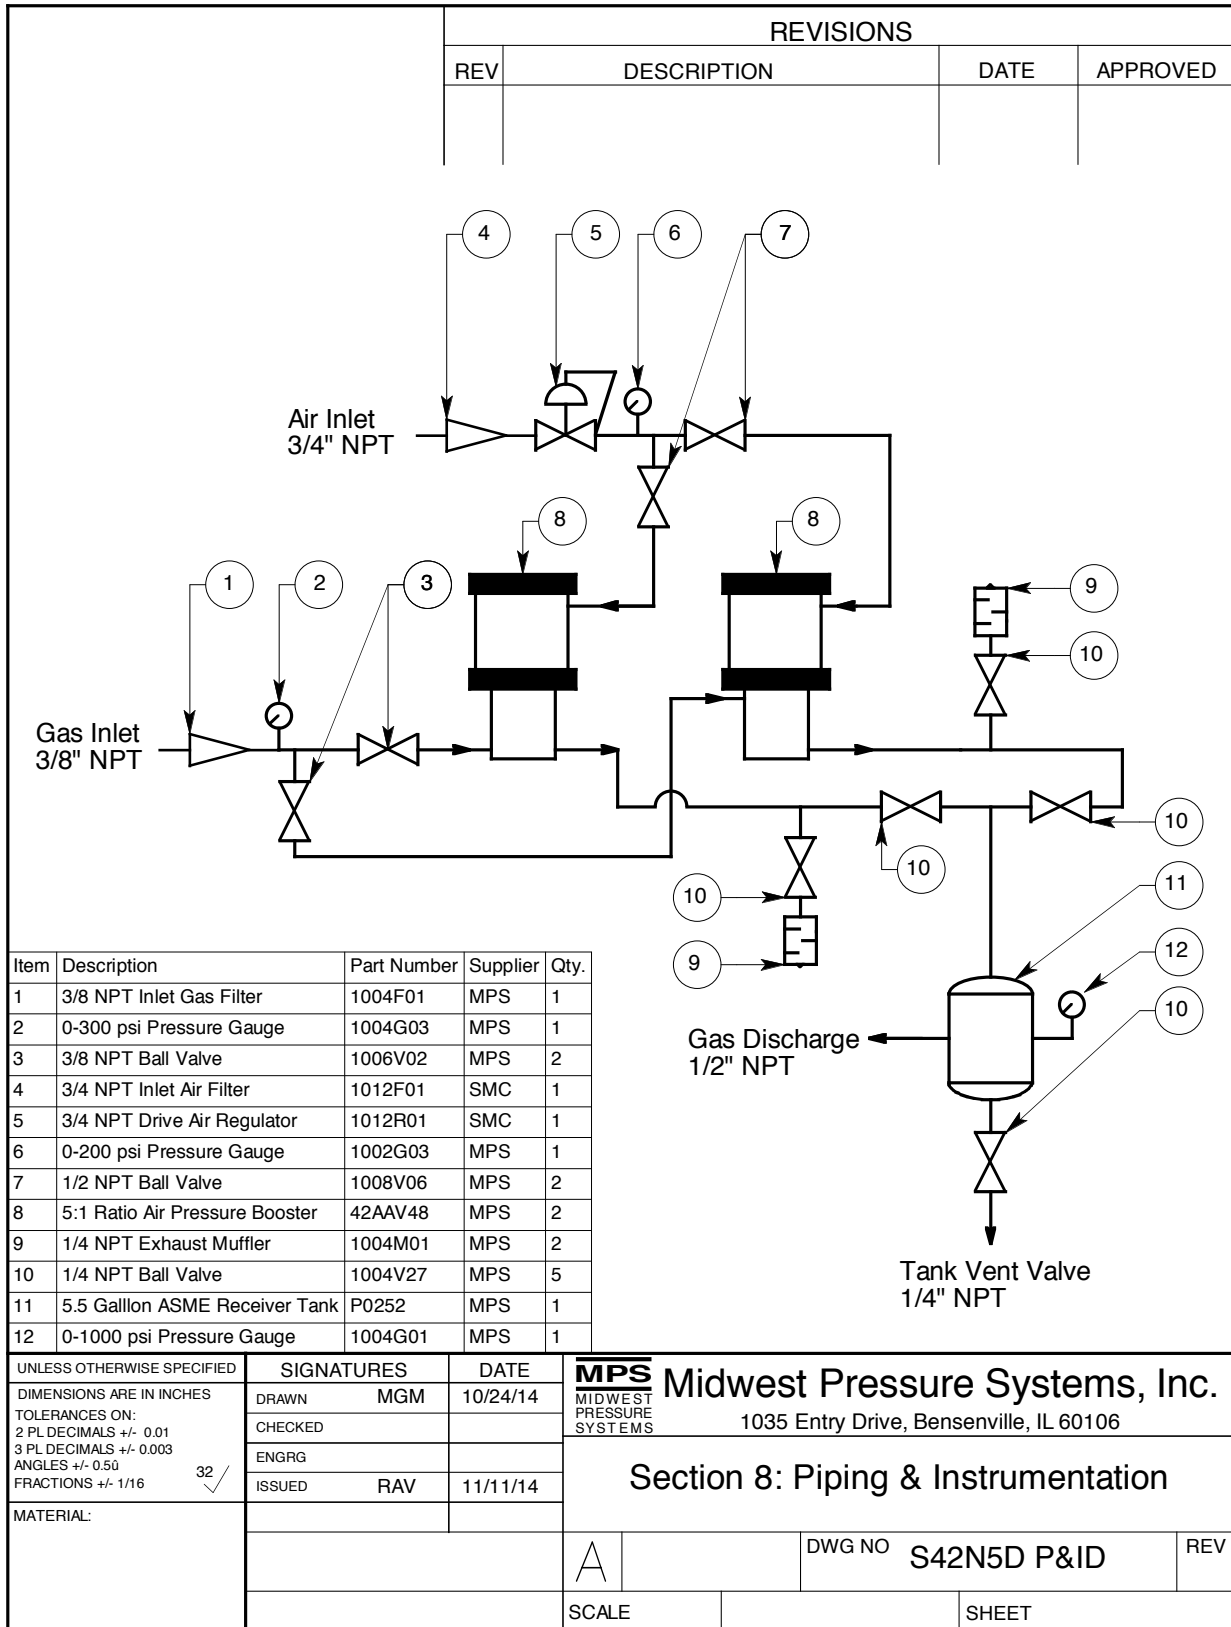 REVISIONS
REV DESCRIPTION DATE APPROVED
4 5 6 7
Air Inlet
3/4" NPT
8 8
1 2 3 9
10
Gas Inlet
3/8" NPT
10
10
11
10
9
12
10
Gas Discharge
1/2" NPT
Tank Vent Valve
1/4" NPT
Item Description Part Number Supplier Qty.
1 3/8 NPT Inlet Gas Filter 1004F01 MPS 1
2 0-300 psi Pressure Gauge 1004G03 MPS 1
3 3/8 NPT Ball Valve 1006V02 MPS 2
4 3/4 NPT Inlet Air Filter 1012F01 SMC 1
5 3/4 NPT Drive Air Regulator 1012R01 SMC 1
6 0-200 psi Pressure Gauge 1002G03 MPS 1
7 1/2 NPT Ball Valve 1008V06 MPS 2
8 5:1 Ratio Air Pressure Booster 42AAV48 MPS 2
9 1/4 NPT Exhaust Muffler 1004M01 MPS 2
10 1/4 NPT Ball Valve 1004V27 MPS 5
11 5.5 Galllon ASME Receiver Tank P0252 MPS 1
12 0-1000 psi Pressure Gauge 1004G01 MPS 1
UNLESS OTHERWISE SPECIFIED
DIMENSIONS ARE IN INCHES
TOLERANCES ON:
2 PL DECIMALS +/- 0.01
3 PL DECIMALS +/- 0.003
ANGLES +/- 0.5û
FRACTIONS +/- 1/16
32
MATERIAL:
SIGNATURES DATE
DRAWN MGM 10/24/14
CHECKED
ENGRG
ISSUED RAV 11/11/14
MPS
MIDWEST
PRESSURE
SYSTEMS
Midwest Pressure Systems, Inc.
1035 Entry Drive, Bensenville, IL 60106
Section 8: Piping & Instrumentation
A
DWG NO S42N5D P&ID REV
SCALE SHEET